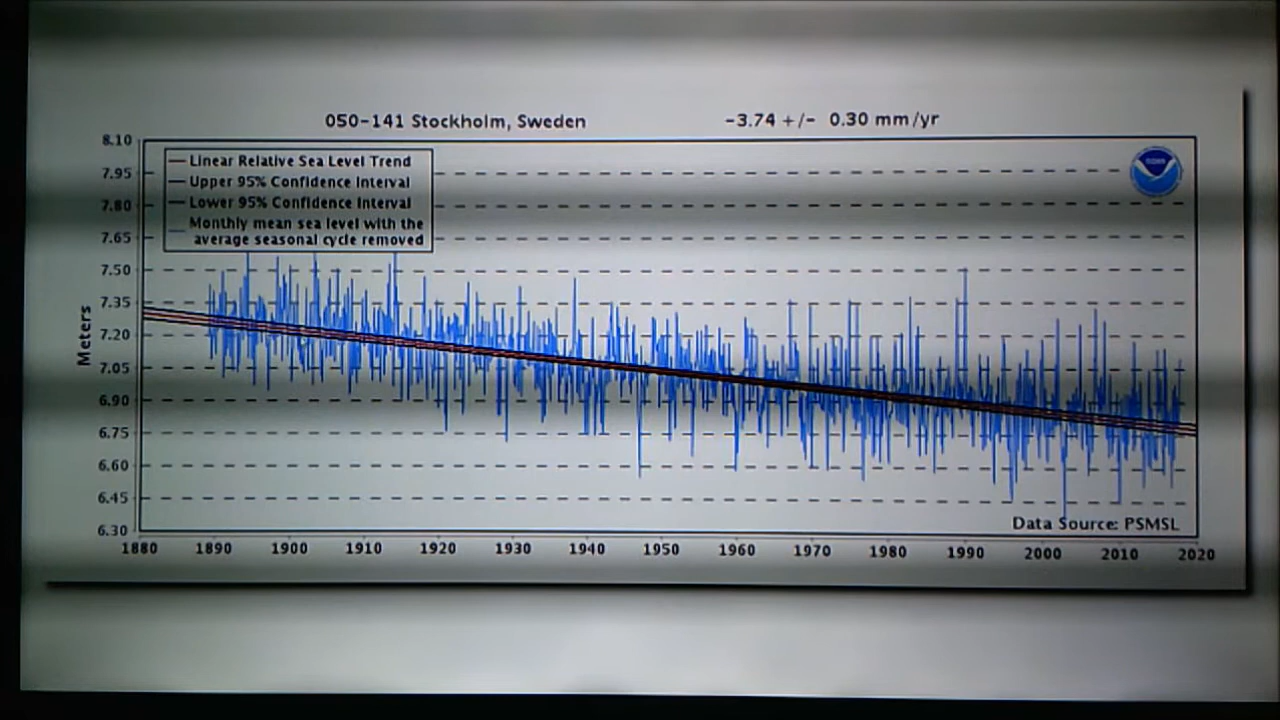 050-141 Stockholm, Sweden -3.74 +/- 0.30 mm/yr
8.10
7.95
7.80
7.65
7.50
7.35
7.20
7.05
6.90
6.75
6.60
6.45
6.30
Meters
Linear Relative Sea Level Trend
Upper 95% Confidence Interval
Lower 95% Confidence Interval
Monthly mean sea level with the
average seasonal cycle removed
Data Source: PSMSL
1880 1890 1900 1910 1920 1930 1940 1950 1960 1970 1980 1990 2000 2010 2020